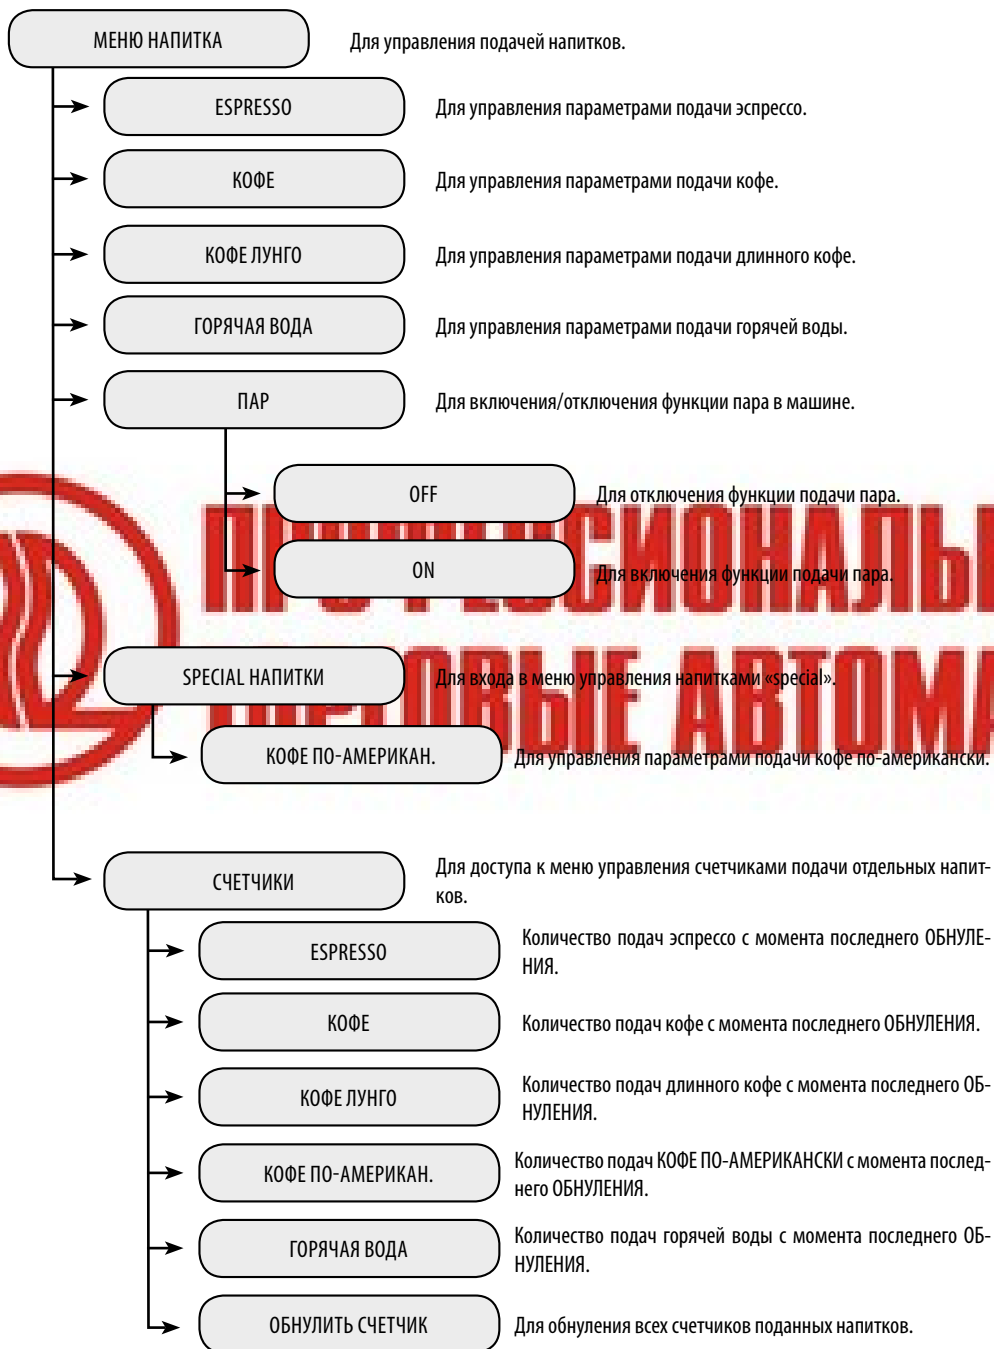 МЕНЮ НАПИТКА
Для управления подачей напитков.
ESPRESSO
Для управления параметрами подачи эспрессо.
КОФЕ
Для управления параметрами подачи кофе.
КОФЕ ЛУНГО
Для управления параметрами подачи длинного кофе.
ГОРЯЧАЯ ВОДА
Для управления параметрами подачи горячей воды.
ПАР
Для включения/отключения функции пара в машине.
OFF
Для отключения функции подачи пара.
ON
Для включения функции подачи пара.
SPECIAL НАПИТКИ
Для входа в меню управления напитками «special».
КОФЕ ПО-АМЕРИКАН.
Для управления параметрами подачи кофе по-американски.
СЧЕТЧИКИ
Для доступа к меню управления счетчиками подачи отдельных напит-
ков.
ESPRESSO
Количество подач эспрессо с момента последнего ОБНУЛЕ-
НИЯ.
КОФЕ
Количество подач кофе с момента последнего ОБНУЛЕНИЯ.
КОФЕ ЛУНГО
Количество подач длинного кофе с момента последнего ОБ-
НУЛЕНИЯ.
КОФЕ ПО-АМЕРИКАН.
Количество подач КОФЕ ПО-АМЕРИКАНСКИ с момента послед-
него ОБНУЛЕНИЯ.
ГОРЯЧАЯ ВОДА
Количество подач горячей воды с момента последнего ОБ-
НУЛЕНИЯ.
ОБНУЛИТЬ СЧЕТЧИК
Для обнуления всех счетчиков поданных напитков.